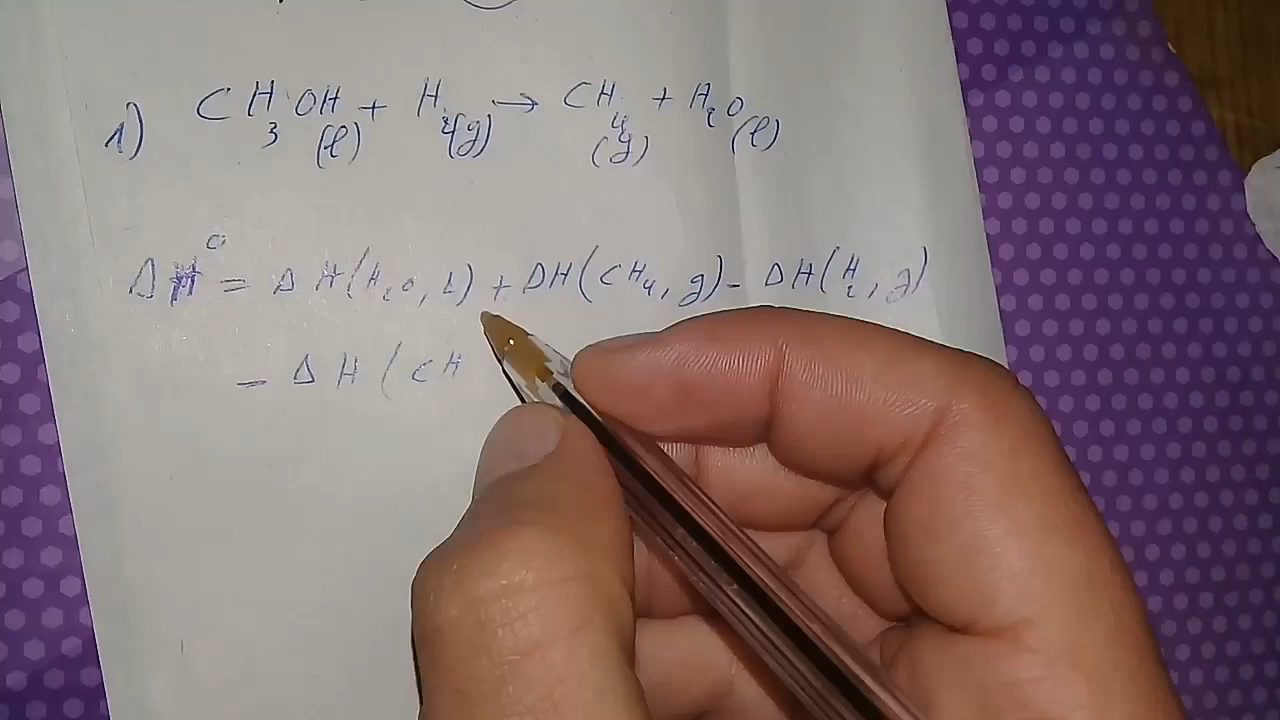 1) CH3OH(l) + H2(g) → CH4(g) + H2O(l)
ΔH° = ΔH(H2O, l) + ΔH(CH4, g) - ΔH(H2, g)
- ΔH (CH